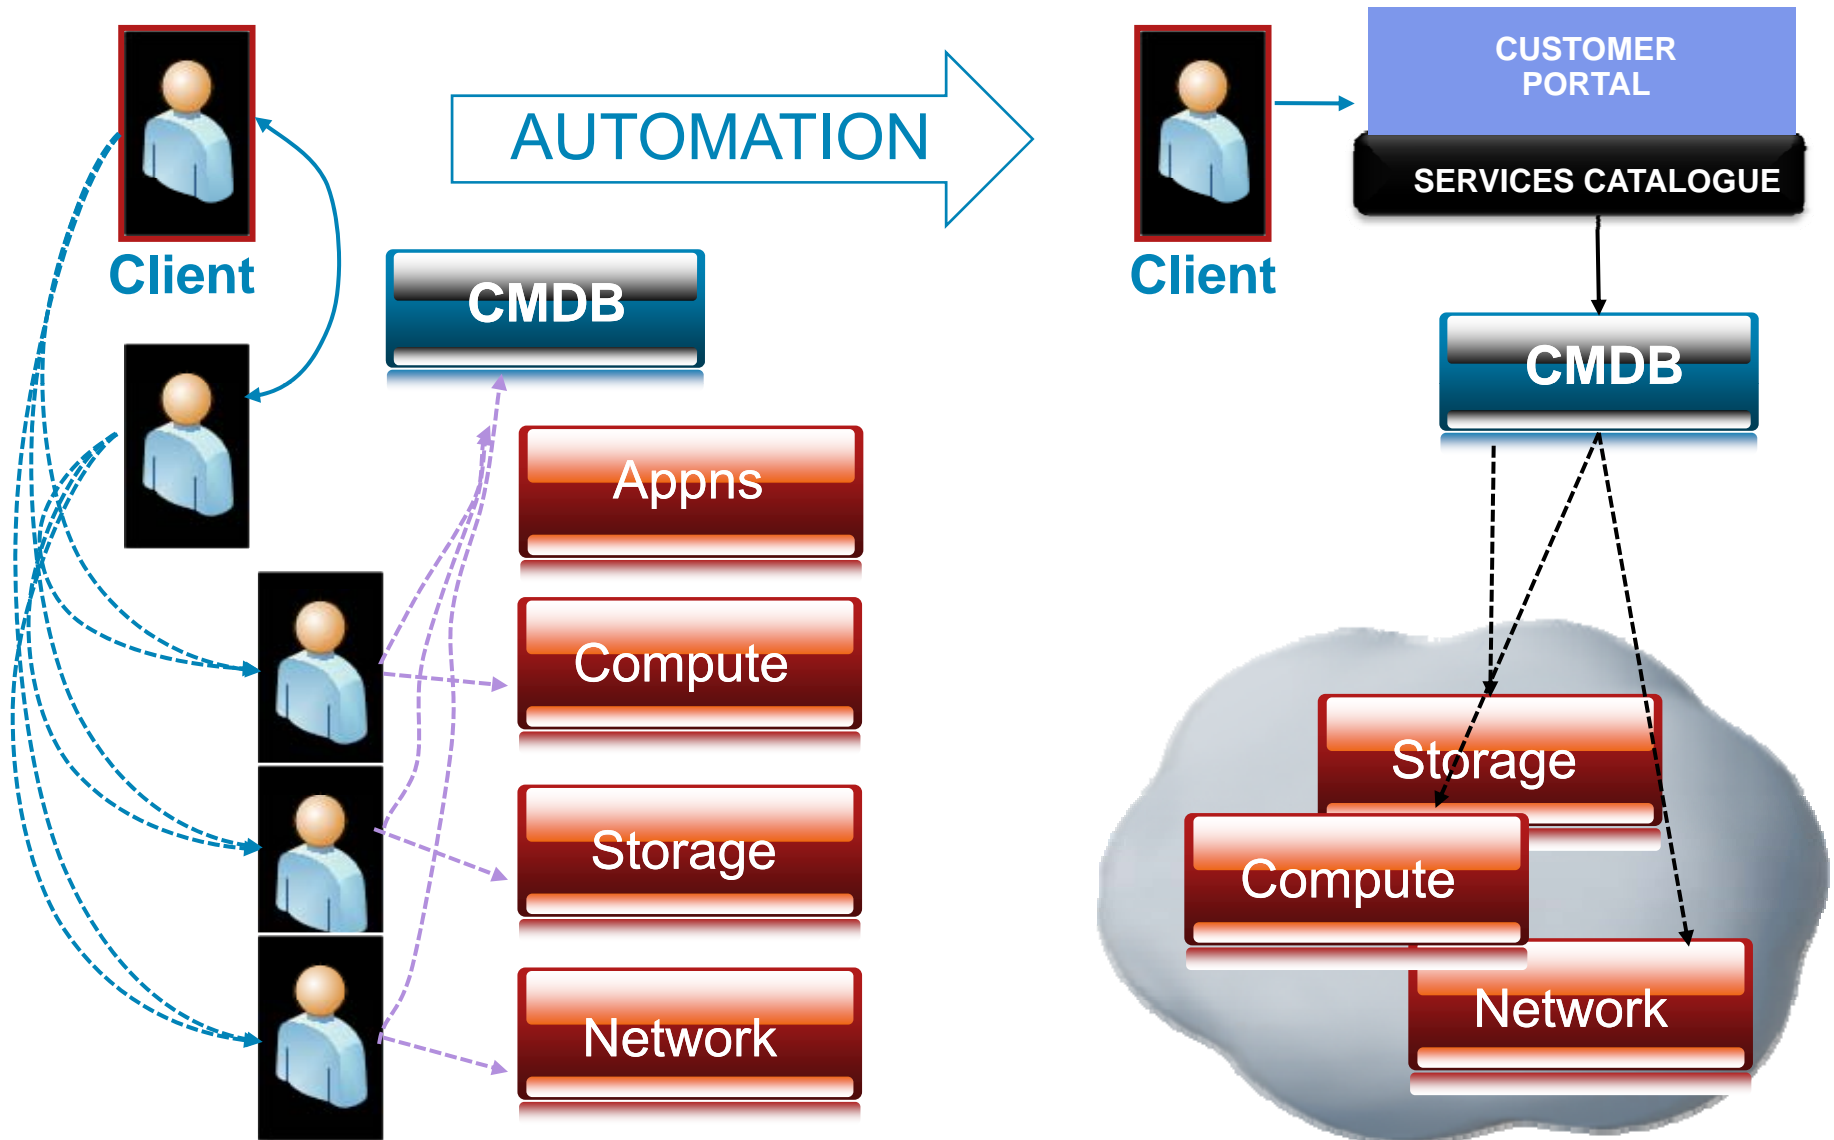 AUTOMATION
Client
CMDB
Appns
Compute
Storage
Network
CUSTOMER
PORTAL
SERVICES CATALOGUE
Client
CMDB
Storage
Compute
Network